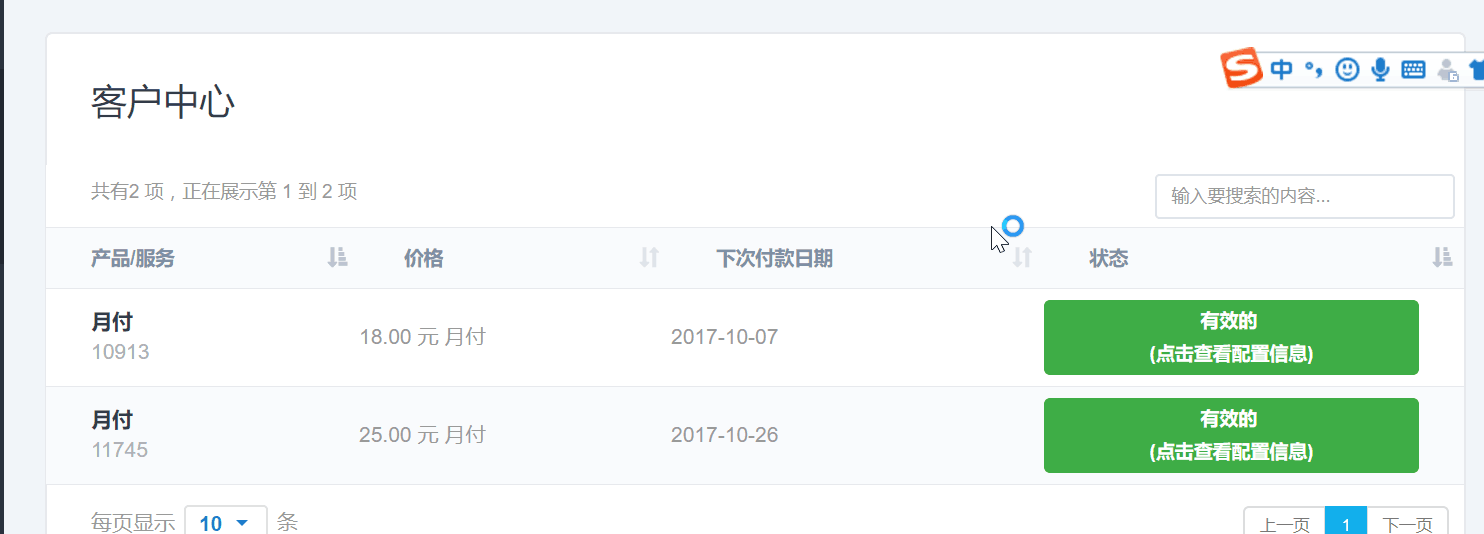 中
客户中心
共有2 项，正在展示第 1 到 2 项
输入要搜索的内容...
产品/服务 价格 下次付款日期 状态
月付
10913
18.00 元 月付
2017-10-07
有效的
(点击查看配置信息)
月付
11745
25.00 元 月付
2017-10-26
有效的
(点击查看配置信息)
每页显示 10 条
上一页 1 下一页